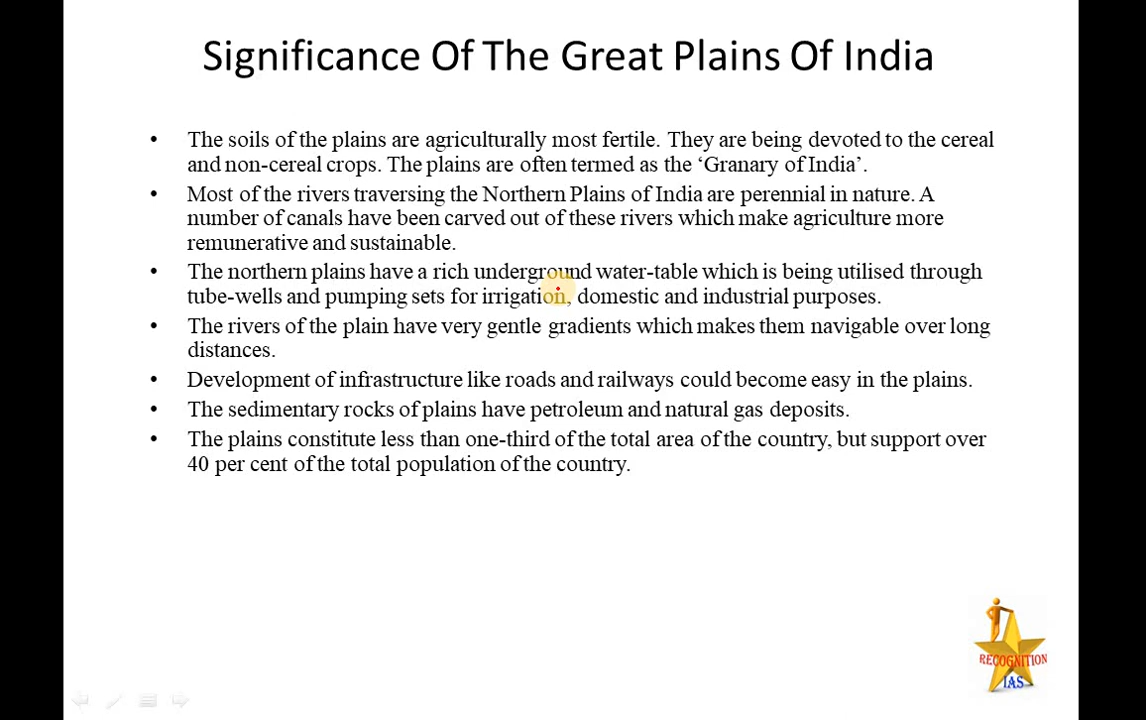 Significance Of The Great Plains Of India
• The soils of the plains are agriculturally most fertile. They are being devoted to the cereal
and non-cereal crops. The plains are often termed as the ‘Granary of India’.
• Most of the rivers traversing the Northern Plains of India are perennial in nature. A
number of canals have been carved out of these rivers which make agriculture more
remunerative and sustainable.
• The northern plains have a rich underground water-table which is being utilised through
tube-wells and pumping sets for irrigation, domestic and industrial purposes.
• The rivers of the plain have very gentle gradients which makes them navigable over long
distances.
• Development of infrastructure like roads and railways could become easy in the plains.
• The sedimentary rocks of plains have petroleum and natural gas deposits.
• The plains constitute less than one-third of the total area of the country, but support over
40 per cent of the total population of the country.
RECOGNITION
IAS